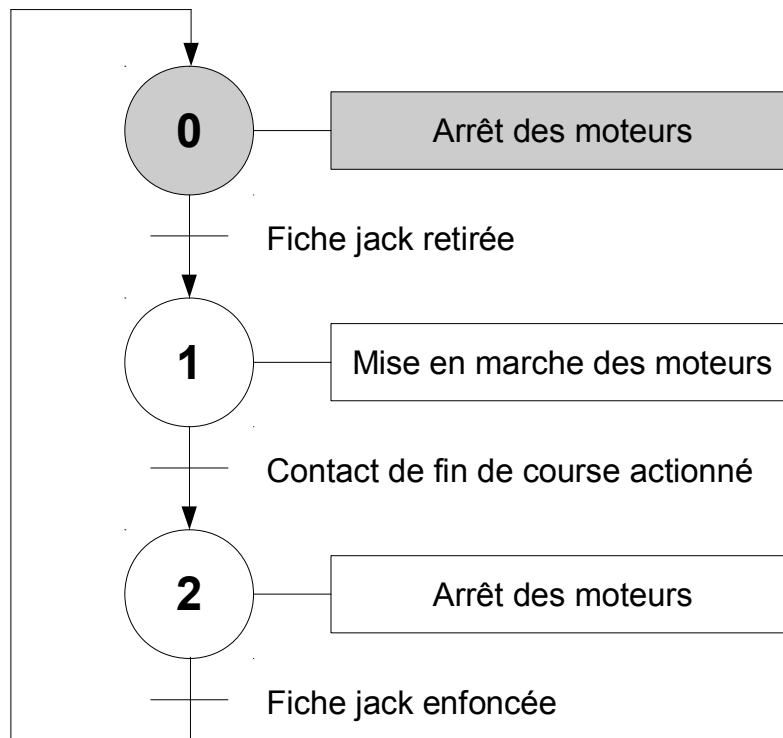 0
Arrêt des moteurs
Fiche jack retirée
1
Mise en marche des moteurs
Contact de fin de course actionné
2
Arrêt des moteurs
Fiche jack enfoncée